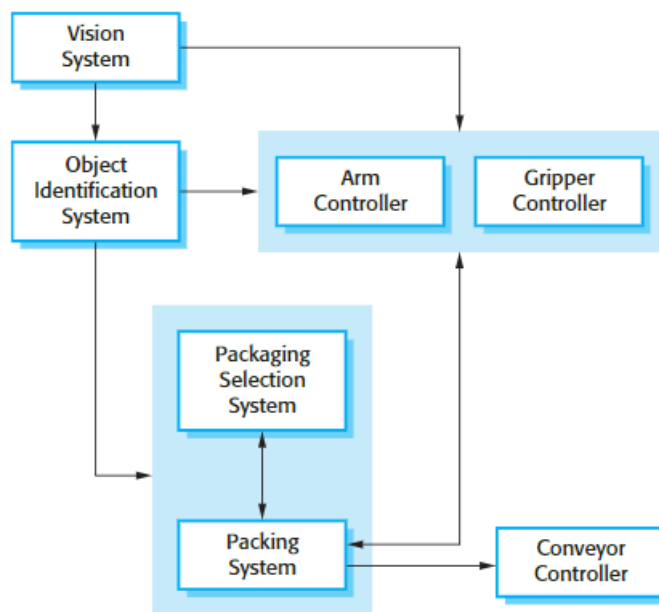 Vision
System
Object
Identification
System
Arm
Controller
Gripper
Controller
Packaging
Selection
System
Packing
System
Conveyor
Controller